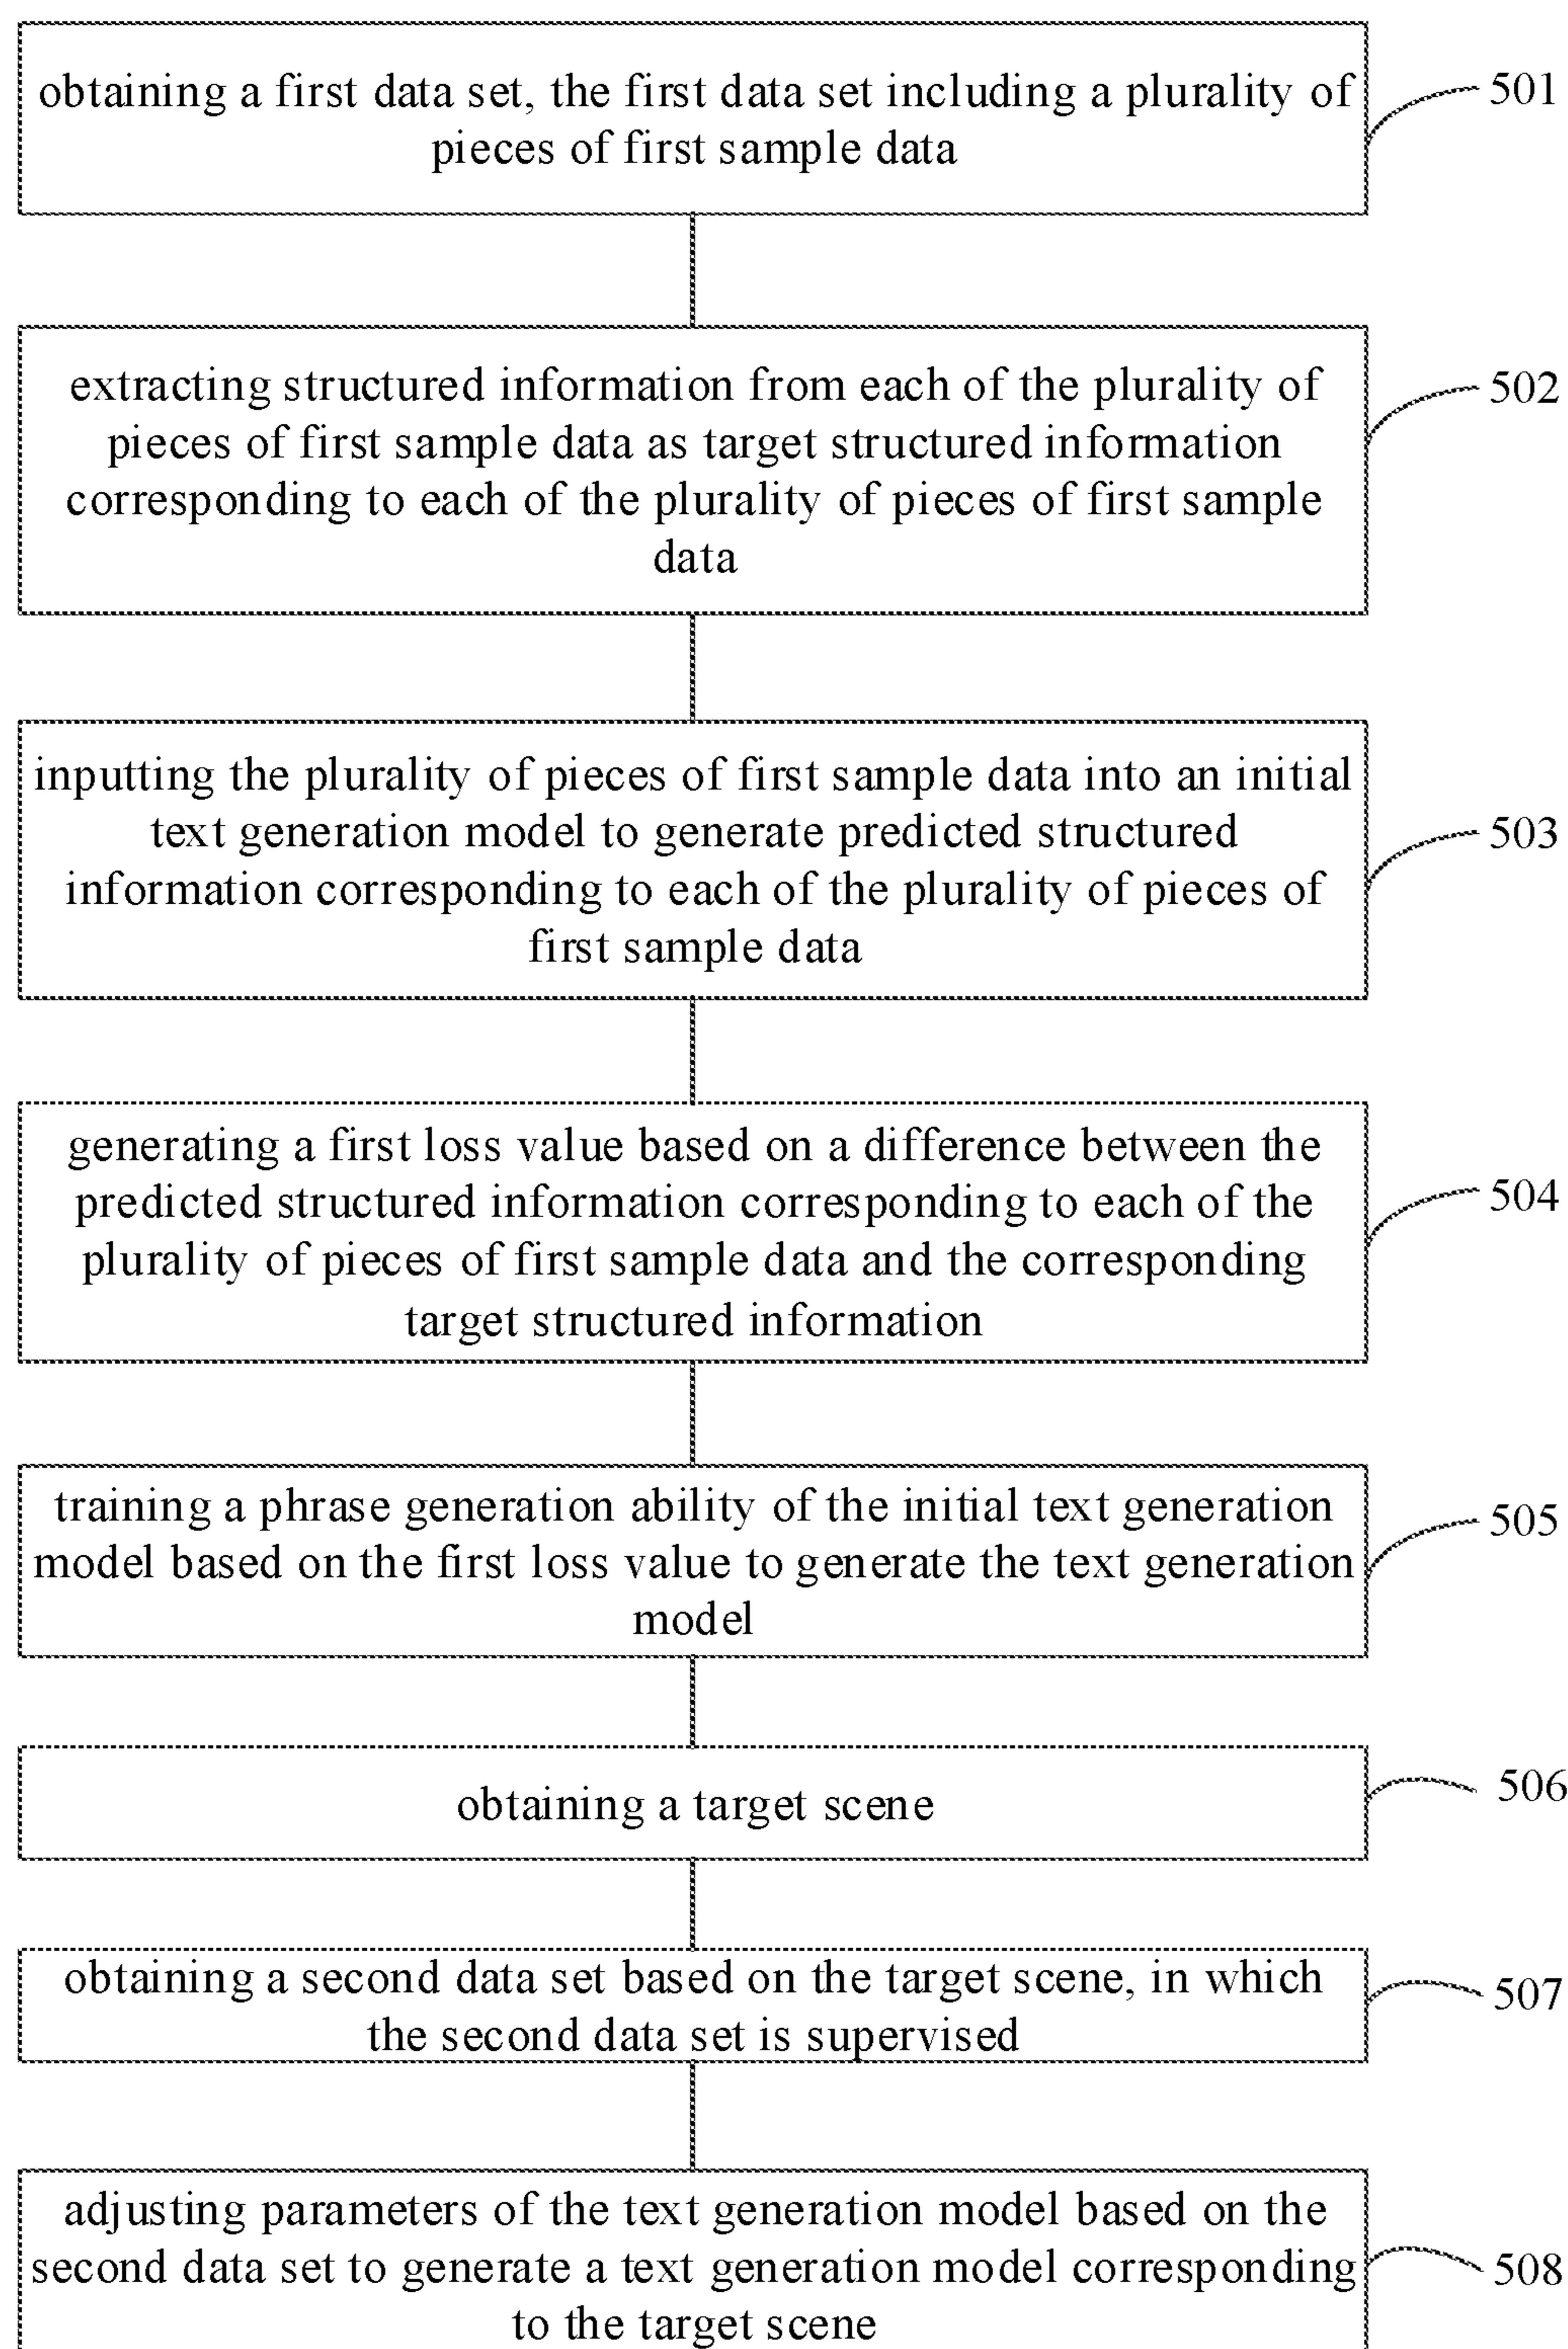 obtaining a first data set, the first data set including a plurality of
pieces of first sample data
501
extracting structured information from each of the plurality of
pieces of first sample data as target structured information
corresponding to each of the plurality of pieces of first sample
data
502
inputting the plurality of pieces of first sample data into an initial
text generation model to generate predicted structured
information corresponding to each of the plurality of pieces of
first sample data
503
generating a first loss value based on a difference between the
predicted structured information corresponding to each of the
plurality of pieces of first sample data and the corresponding
target structured information
504
training a phrase generation ability of the initial text generation
model based on the first loss value to generate the text generation
model
505
obtaining a target scene
506
obtaining a second data set based on the target scene, in which
the second data set is supervised
507
adjusting parameters of the text generation model based on the
second data set to generate a text generation model corresponding
to the target scene
508